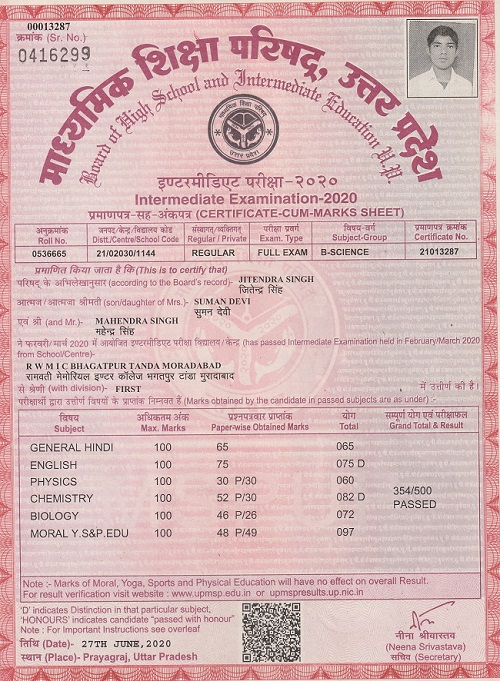 00013287
क्रमांक (Sr. No.)
0416299
माध्यमिक शिक्षा परिषद्, उत्तर प्रदेश
Board of High School and Intermediate Education U.P.
माध्यमिक शिक्षा परिषद्
उत्तर प्रदेश
इण्टरमीडिएट परीक्षा-२०२०
Intermediate Examination-2020
प्रमाणपत्र-सह-अंकपत्र (CERTIFICATE-CUM-MARKS SHEET)
अनुक्रमांक जनपद/केन्द्र/विद्यालय कोड संस्थागत/व्यक्तिगत परीक्षा प्रवर्ग विषय-वर्ग प्रमाणपत्र क्रमांक
Roll No. Distt./Centre/School Code Regular / Private Exam. Type Subject-Group Certificate No.
0536665 21/02030/1144 REGULAR FULL EXAM B-SCIENCE 21013287
प्रमाणित किया जाता है कि(This is to certify that)
परिषद् के अभिलेखानुसार (according to the Board's record)- JITENDRA SINGH
जितेन्द्र सिंह
आत्मज/आत्मजा श्रीमती (son/daughter of Mrs.)- SUMAN DEVI
सुमन देवी
एवं श्री (and Mr.)- MAHENDRA SINGH
महेन्द्र सिंह
ने फरवरी/मार्च 2020 में आयोजित इण्टरमीडिएट परीक्षा विद्यालय/ केन्द्र (has passed Intermediate Examination held in February/March 2020
from School/Centre)-
R W M I C BHAGATPUR TANDA MORADABAD
रामवती मेमोरियल इण्टर कॉलेज भगतपुर टांडा मुरादाबाद
से श्रेणी (with division)- FIRST में उत्तीर्ण की है।
परीक्षार्थी द्वारा उत्तीर्ण विषयों के प्राप्तांक निम्नवत हैं (Marks obtained by the candidate in passed subjects are as under) :-
विषय अधिकतम अंक प्रश्नपत्रवार प्राप्तांक योग सम्पूर्ण योग एवं परीक्षाफल
Subject Max. Marks Paper-wise Obtained Marks Total Grand Total & Result
GENERAL HINDI 100 65 065
ENGLISH 100 75 075 D
PHYSICS 100 30 P/30 060
CHEMISTRY 100 52 P/30 082 D
354/500
PASSED
BIOLOGY 100 46 P/26 072
MORAL Y.S&P.EDU 100 48 P/49 097
Note :- Marks of Moral, Yoga, Sports and Physical Education will have no effect on overall Result.
For result verification visit website : www.upmsp.edu.in or upmspresults.up.nic.in
'D' indicates Distinction in that particular subject,
'HONOURS' indicates candidate "passed with honour"
Note : For Important Instructions see overleaf
तिथि (Date)- 27TH JUNE,2020
स्थान (Place)- Prayagraj, Uttar Pradesh
नीना श्रीवास्तव
(Neena Srivastava)
सचिव (Secretary)